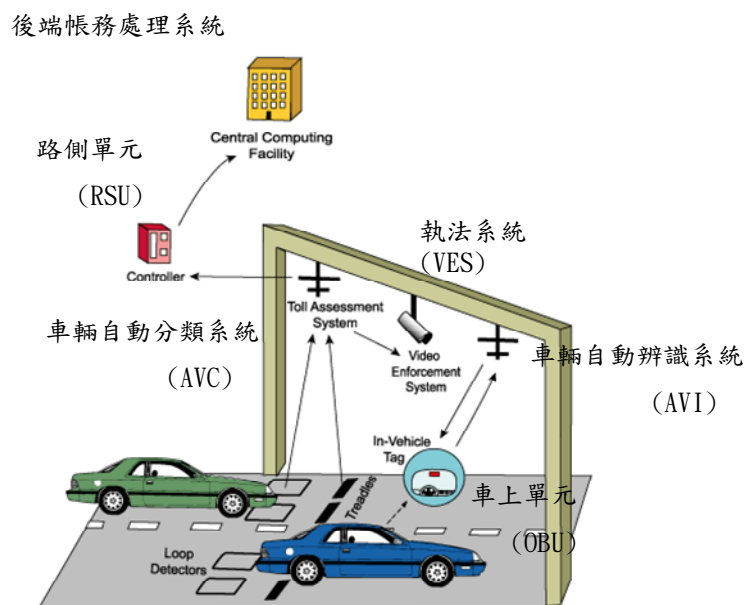 後端帳務處理系統
Central Computing
Facility
路側單元
(RSU)
Controller
執法系統
(VES)
Toll Assessment
System
車輛自動分類系統
(AVC)
Video
Enforcement
System
車輛自動辨識系統
(AVI)
In-Vehicle
Tag
車上單元
(OBU)
Treadles
Loop
Detectors